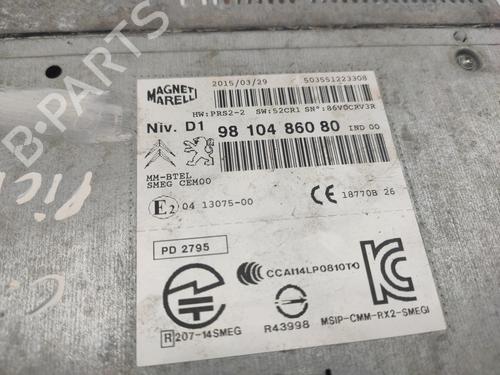 MAGNETI
MARELLI
2015/03/29
503551223308
HW:PRS2-2 SW:52CR1 SN°:86V0CRV3R
Niv. D1 98 104 860 80 IND 00
MM-BTEL
SMEG CEM00
E2 04 13075-00
CE 18770B 26
PD 2795
CCAI14LP0810T0
R 207-14SMEG
R43998
MSIP-CMM-RX2-SMEGI